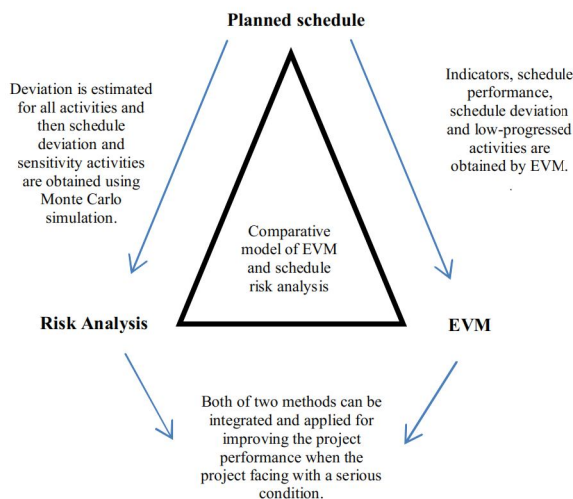 Planned schedule
Deviation is estimated
for all activities and
then schedule
deviation and
sensitivity activities
are obtained using
Monte Carlo
simulation.
Indicators, schedule
performance,
schedule deviation
and low-progressed
activities are
obtained by EVM.
.
Comparative
model of EVM
and schedule
risk analysis
Risk Analysis
EVM
Both of two methods can be
integrated and applied for
improving the project
performance when the
project facing with a serious
condition.